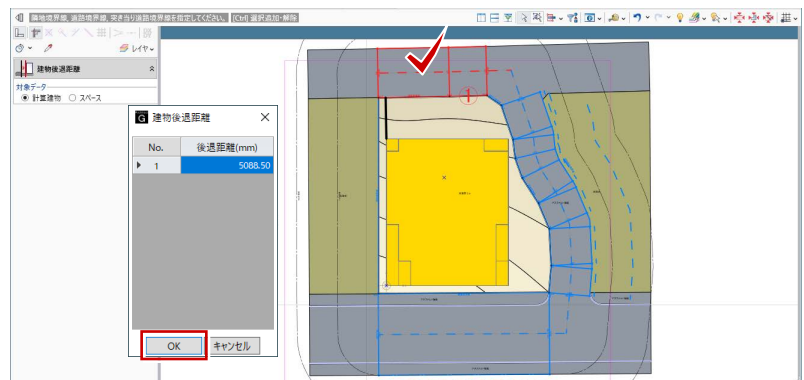 隣地境界線, 道路境界線, 突き当り道路境界線を指定してください。 [Ctrl] 選択追加・解除
レイヤ
建物後退距離
対象データ
計算建物 スペース
建物後退距離
No. 後退距離(mm)
1 5088.50
OK キャンセル
1